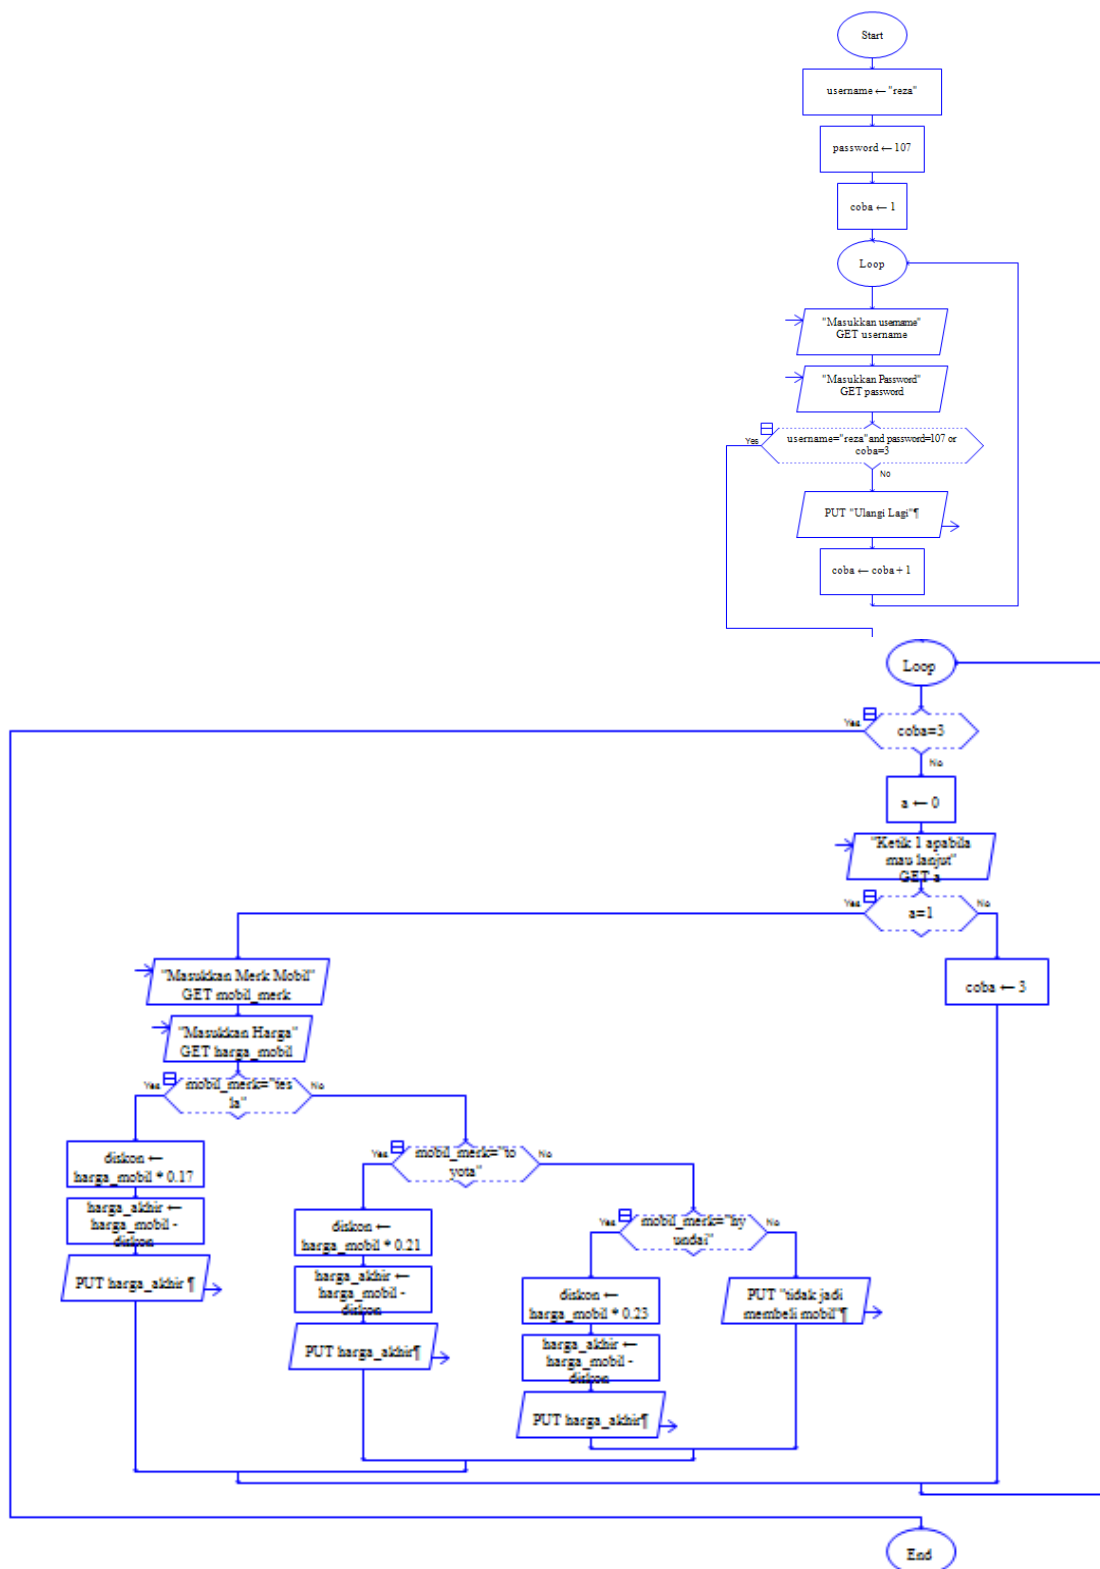 Start
username ← "reza"
password ← 107
coba ← 1
Loop
"Masukkan username"
GET username
"Masukkan Password"
GET password
Yes
username="reza"and password=107 or
coba=3
No
PUT "Ulangi Lagi"¶
coba ← coba + 1
Loop
Yes
coba=3
No
a ← 0
"Ketik 1 apabila
mau lanjut"
GET a
Yes
a=1
No
"Masukkan Merk Mobil"
GET mobil_merk
coba ← 3
"Masukkan Harga"
GET harga_mobil
Yes
mobil_merk="tes
la"
No
diskon ←
harga_mobil * 0.17
harga_akhir ←
harga_mobil -
diskon
PUT harga_akhir ¶
Yes
mobil_merk="to
yota"
No
diskon ←
harga_mobil * 0.21
harga_akhir ←
harga_mobil -
diskon
PUT harga_akhir¶
Yes
mobil_merk="hy
undai"
No
diskon ←
harga_mobil * 0.23
harga_akhir ←
harga_mobil -
diskon
PUT harga_akhir¶
PUT "tidak jadi
membeli mobil"¶
End